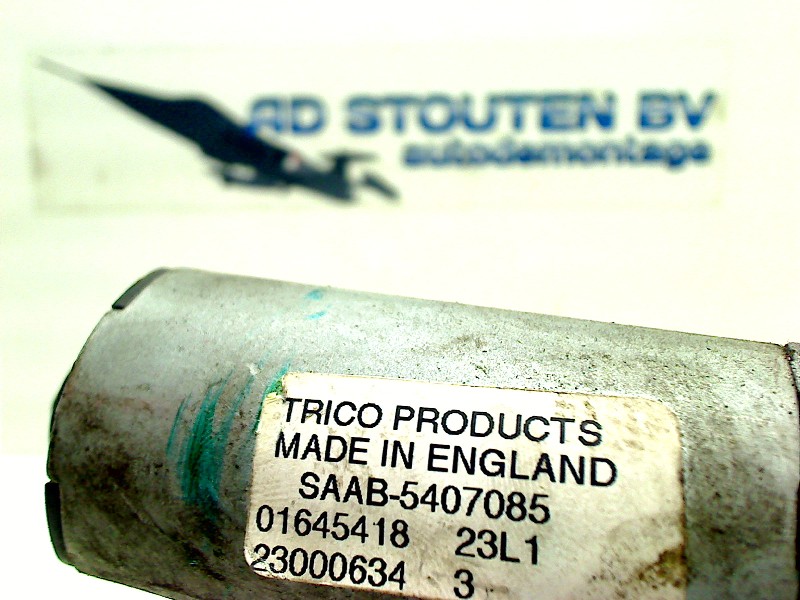 AD STOUTEN BV
autodemontage
TRICO PRODUCTS
MADE IN ENGLAND
SAAB-5407085
01645418 23L1
23000634 3